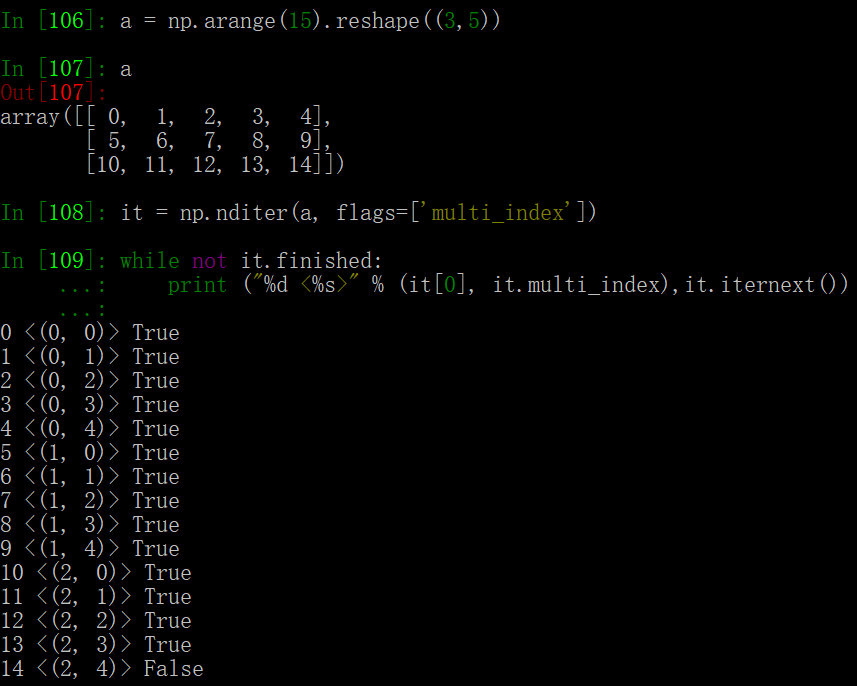 In [106]: a = np.arange(15).reshape((3,5))
In [107]: a
Out[107]:
array([[ 0,  1,  2,  3,  4],
       [ 5,  6,  7,  8,  9],
       [10, 11, 12, 13, 14]])
In [108]: it = np.nditer(a, flags=['multi_index'])
In [109]: while not it.finished:
     ...:     print ("%d <%s>" % (it[0], it.multi_index),it.iternext())
     ...:
0 <(0, 0)> True
1 <(0, 1)> True
2 <(0, 2)> True
3 <(0, 3)> True
4 <(0, 4)> True
5 <(1, 0)> True
6 <(1, 1)> True
7 <(1, 2)> True
8 <(1, 3)> True
9 <(1, 4)> True
10 <(2, 0)> True
11 <(2, 1)> True
12 <(2, 2)> True
13 <(2, 3)> True
14 <(2, 4)> False